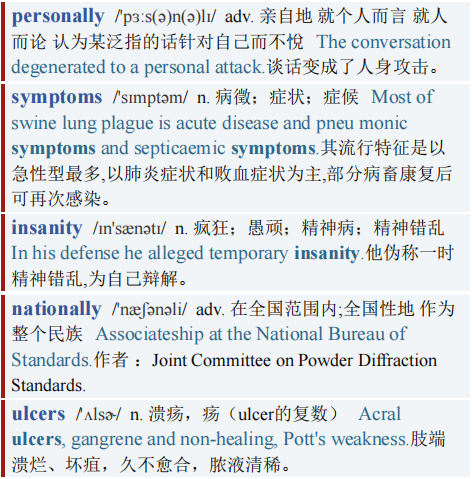 personally /'pɜːs(ə)n(ə)lɪ/ adv. 亲自地 就个人而言 就人
而论 认为某泛指的话针对自己而不悅 The conversation
degenerated to a personal attack.谈话变成了人身攻击。
symptoms /'sɪmptəm/ n. 病徵；症状；症候 Most of
swine lung plague is acute disease and pneu monic
symptoms and septicaemic symptoms.其流行特征是以
急性型最多,以肺炎症状和败血症状为主,部分病畜康复后
可再次感染。
insanity /ɪn'sænətɪ/ n. 疯狂；愚顽；精神病；精神错乱
In his defense he alleged temporary insanity.他伪称一时
精神错乱,为自己辩解。
nationally /'næʃənəli/ adv. 在全国范围内;全国性地 作为
整个民族 Associateship at the National Bureau of
Standards.作者：Joint Committee on Powder Diffraction
Standards.
ulcers /'ʌlsɚ/ n. 溃疡，疡（ulcer的复数） Acral
ulcers, gangrene and non-healing, Pott's weakness.肢端
溃烂、坏疽，久不愈合，脓液清稀。